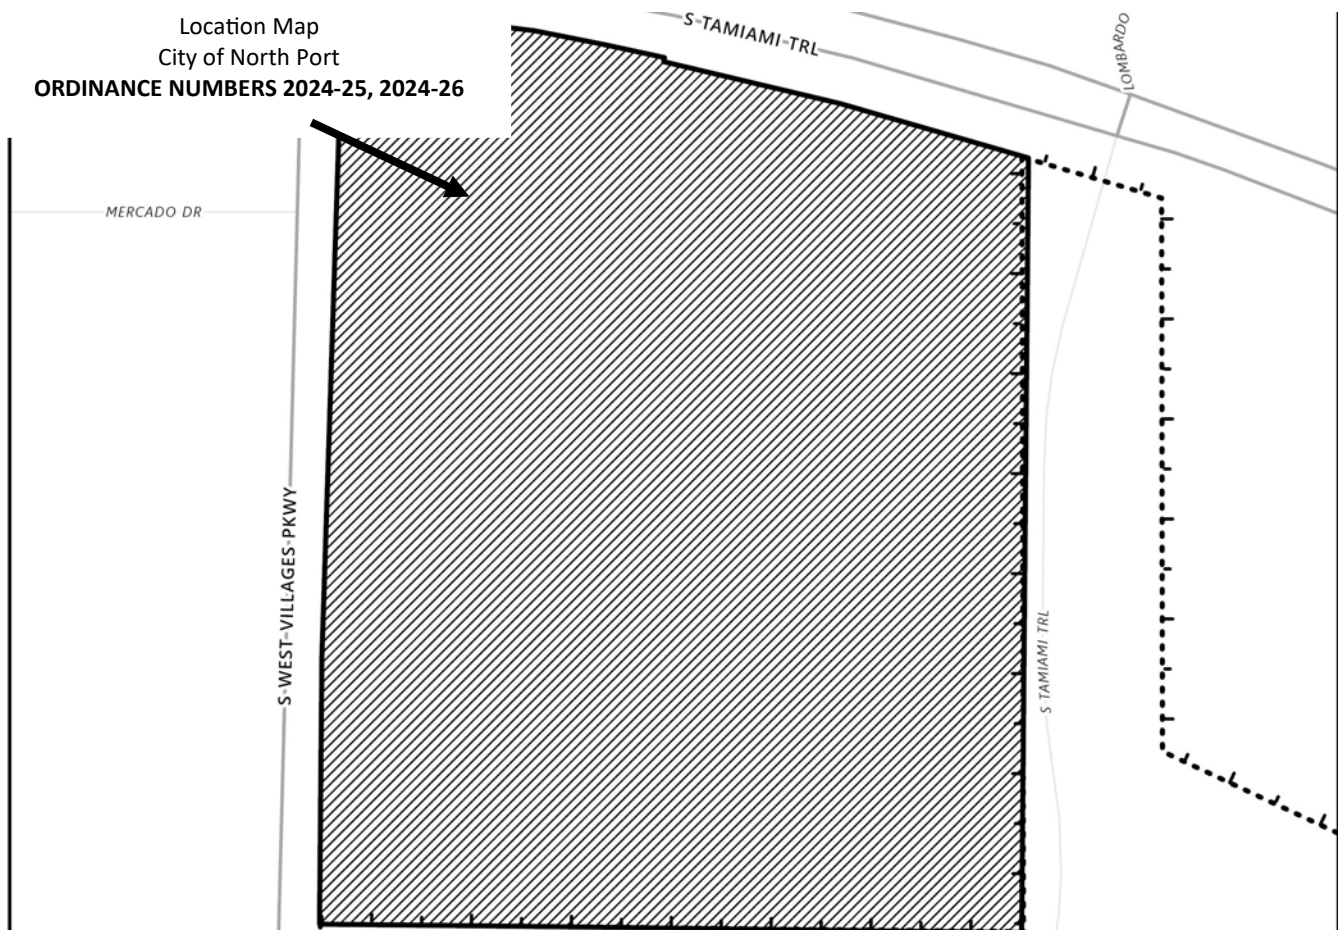 Location Map
City of North Port
ORDINANCE NUMBERS 2024-25, 2024-26
S TAMIAMI TRL
LOMBARDO
MERCADO DR
S WEST VILLAGES PKWY
S TAMIAMI TRL